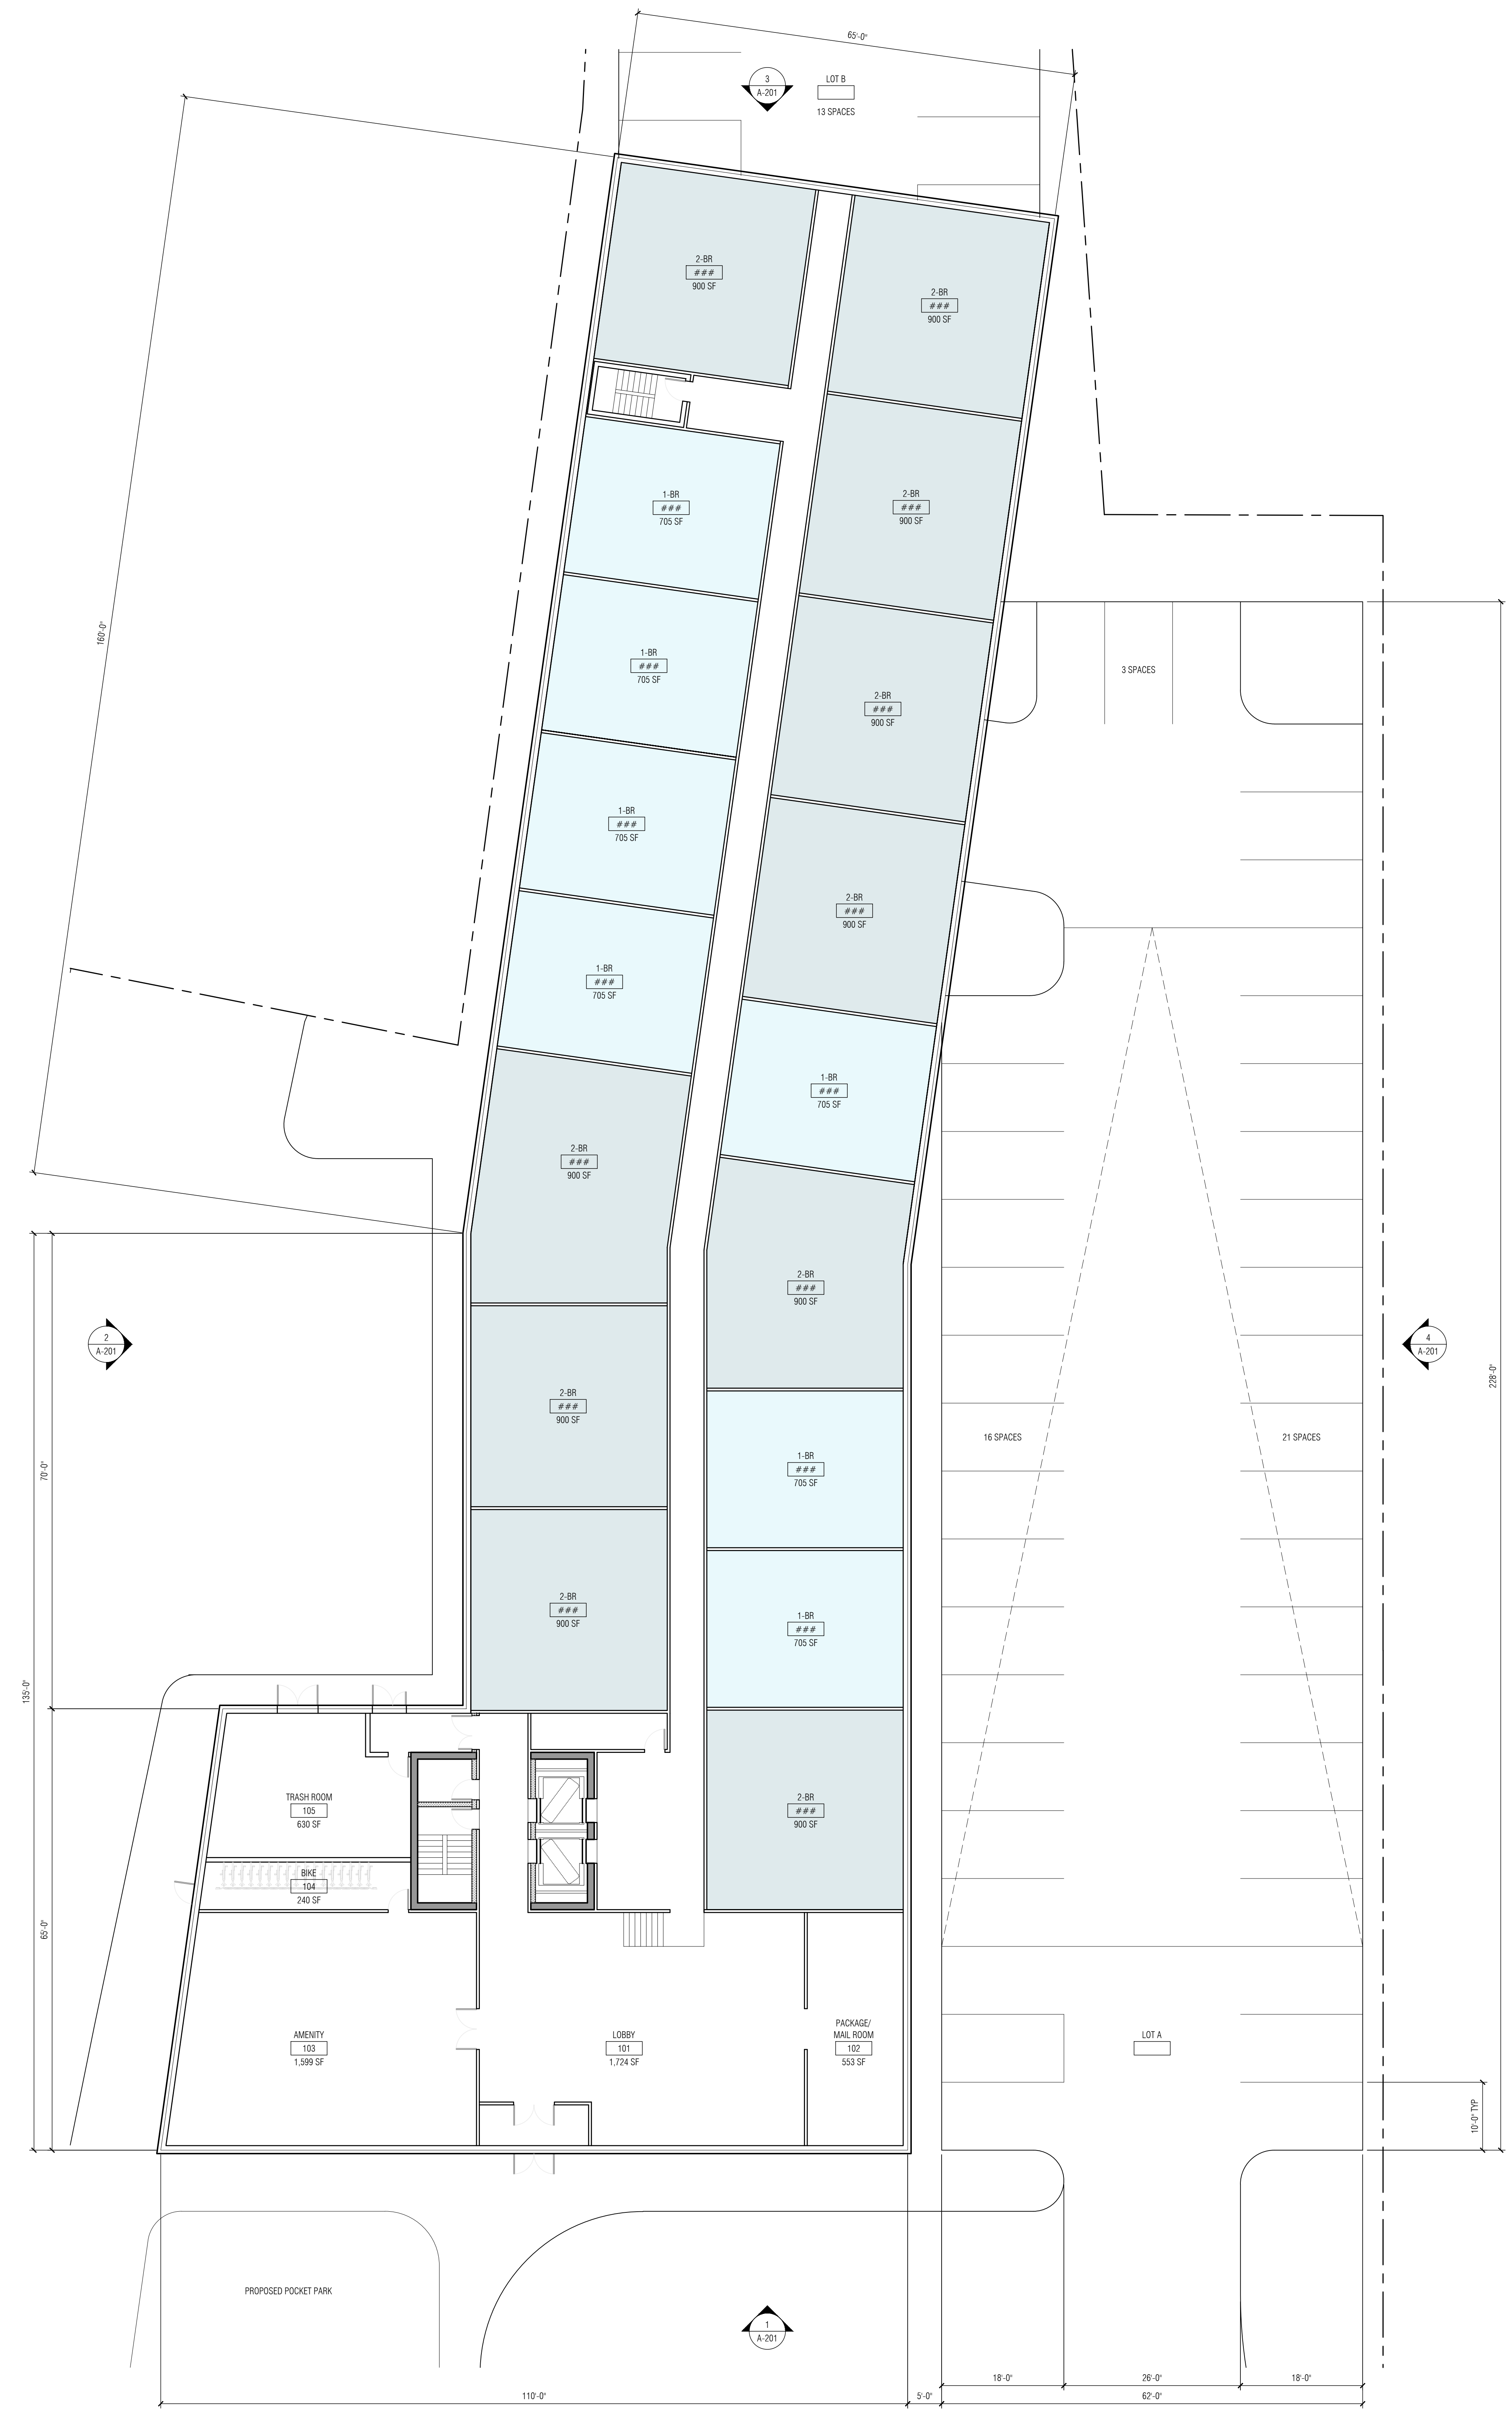 65'-0"
3
A-201
LOT B
13 SPACES
160'-0"
2-BR
###
900 SF
2-BR
###
900 SF
1-BR
###
705 SF
2-BR
###
900 SF
1-BR
###
705 SF
2-BR
###
900 SF
3 SPACES
1-BR
###
705 SF
2-BR
###
900 SF
1-BR
###
705 SF
1-BR
###
705 SF
2-BR
###
900 SF
2-BR
###
900 SF
2
A-201
4
A-201
228'-0"
2-BR
###
900 SF
1-BR
###
705 SF
16 SPACES
21 SPACES
70'-0"
2-BR
###
900 SF
1-BR
###
705 SF
135'-0"
65'-0"
TRASH ROOM
105
630 SF
2-BR
###
900 SF
BIKE
104
240 SF
AMENITY
103
1,599 SF
LOBBY
101
1,724 SF
PACKAGE/
MAIL ROOM
102
553 SF
LOT A
10'-0" TYP
PROPOSED POCKET PARK
1
A-201
18'-0"
26'-0"
18'-0"
110'-0"
5'-0"
62'-0"